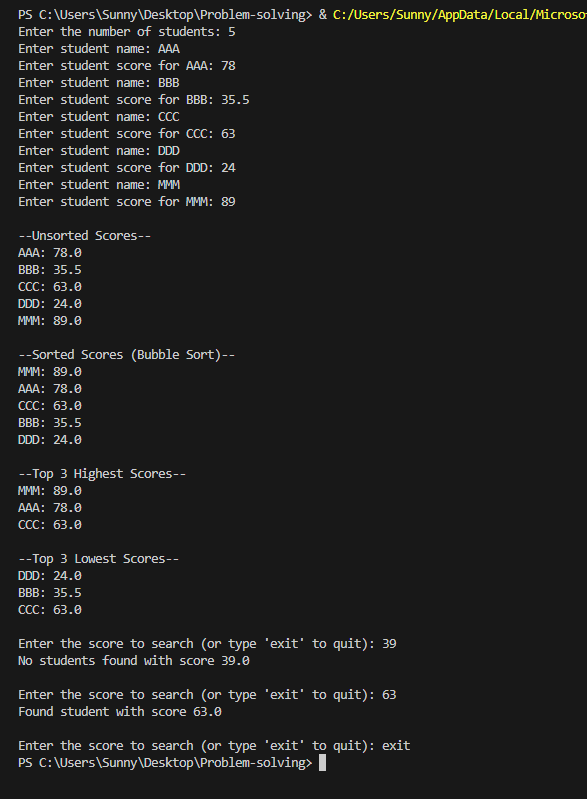 PS C:\Users\Sunny\Desktop\Problem-solving> & C:/Users/Sunny/AppData/Local/Microso
Enter the number of students: 5
Enter student name: AAA
Enter student score for AAA: 78
Enter student name: BBB
Enter student score for BBB: 35.5
Enter student name: CCC
Enter student score for CCC: 63
Enter student name: DDD
Enter student score for DDD: 24
Enter student name: MMM
Enter student score for MMM: 89

--Unsorted Scores--
AAA: 78.0
BBB: 35.5
CCC: 63.0
DDD: 24.0
MMM: 89.0

--Sorted Scores (Bubble Sort)--
MMM: 89.0
AAA: 78.0
CCC: 63.0
BBB: 35.5
DDD: 24.0

--Top 3 Highest Scores--
MMM: 89.0
AAA: 78.0
CCC: 63.0

--Top 3 Lowest Scores--
DDD: 24.0
BBB: 35.5
CCC: 63.0

Enter the score to search (or type 'exit' to quit): 39
No students found with score 39.0

Enter the score to search (or type 'exit' to quit): 63
Found student with score 63.0

Enter the score to search (or type 'exit' to quit): exit
PS C:\Users\Sunny\Desktop\Problem-solving>